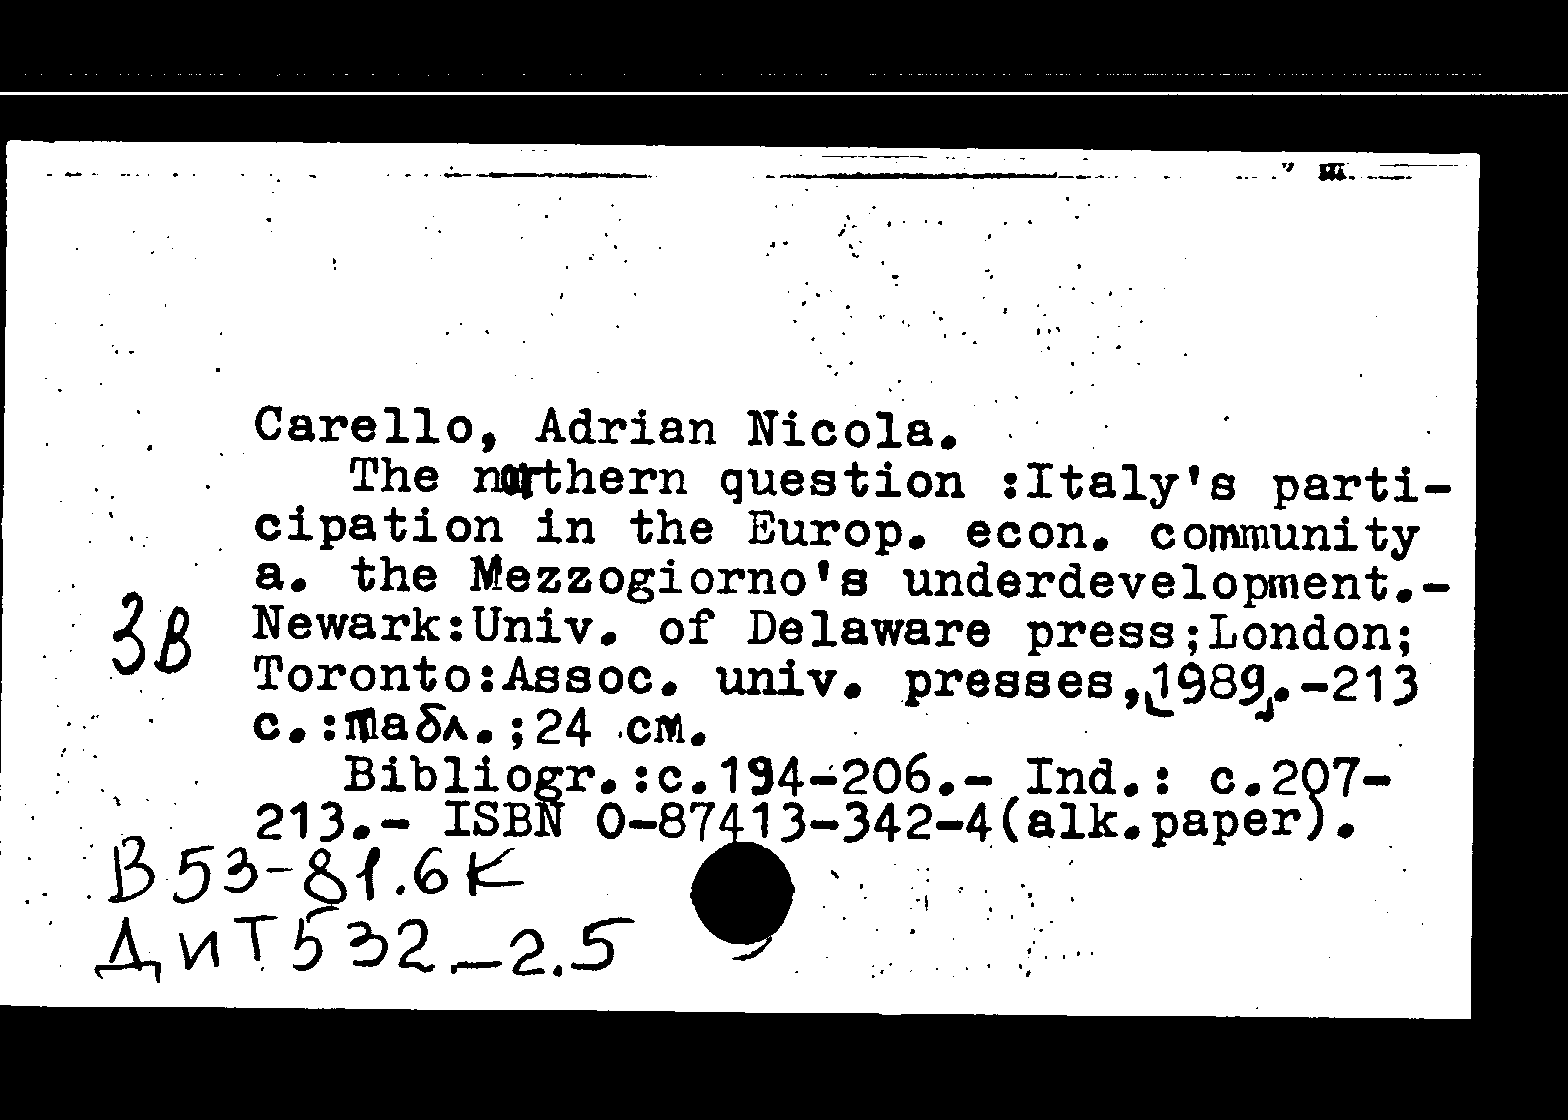 Carello, Adrian Nicola.
The northern question :Italy's parti-
cipation in the Europ. econ. community
a. the Mezzogiorno's underdevelopment.-
Newark:Univ. of Delaware press;London;
Toronto:Assoc. univ. presses,[1989].-213
с.:табл.;24 см.
Bibliogr.:с.194-206.- Ind.: с.207-
213.- ISBN 0-87413-342-4(alk.paper).
ЗВ
В53-81.6К
ДиТ532-2.5